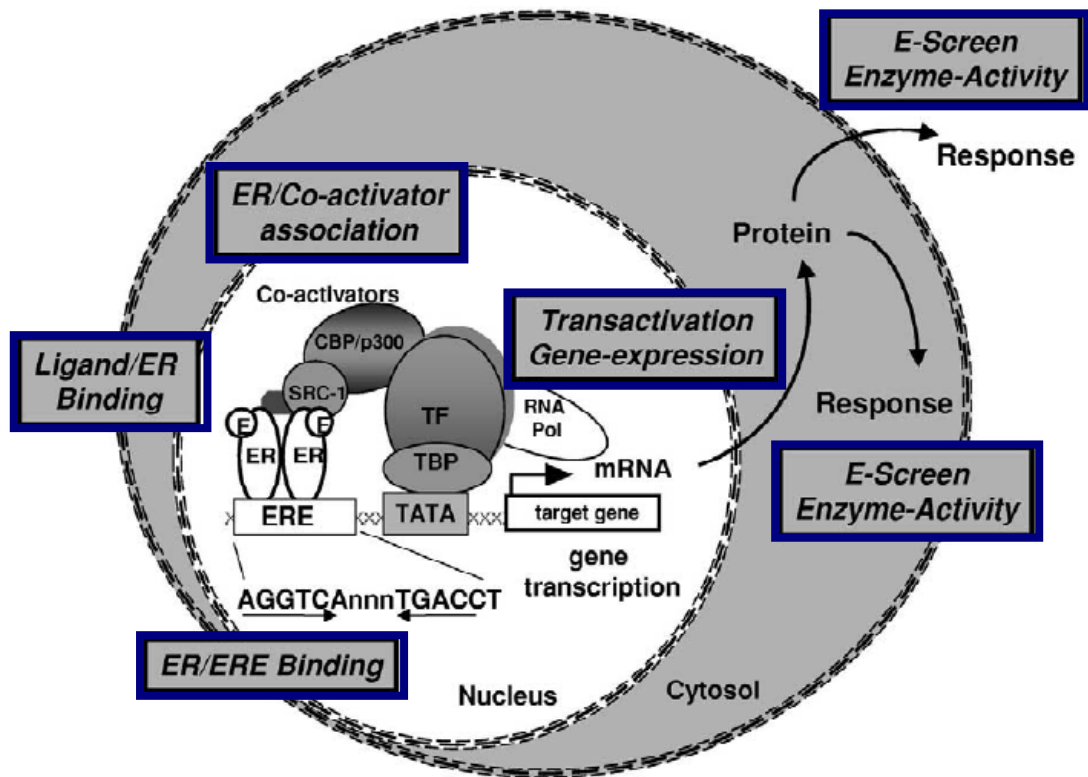 E-Screen
Enzyme-Activity
Response
ER/Co-activator
association
Protein
Co-activators
CBP/p300
Transactivation
Gene-expression
Ligand/ER
Binding
SRC-1
TF
RNA
Pol
Response
E
E
ER
ER
TBP
mRNA
E-Screen
Enzyme-Activity
ERE
TATA
target gene
gene
transcription
AGGTCAnnnTGACCT
ER/ERE Binding
Nucleus
Cytosol